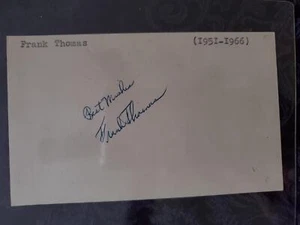 Frank Thomas (1951-1966)
Best Wishes
Frank Thomas